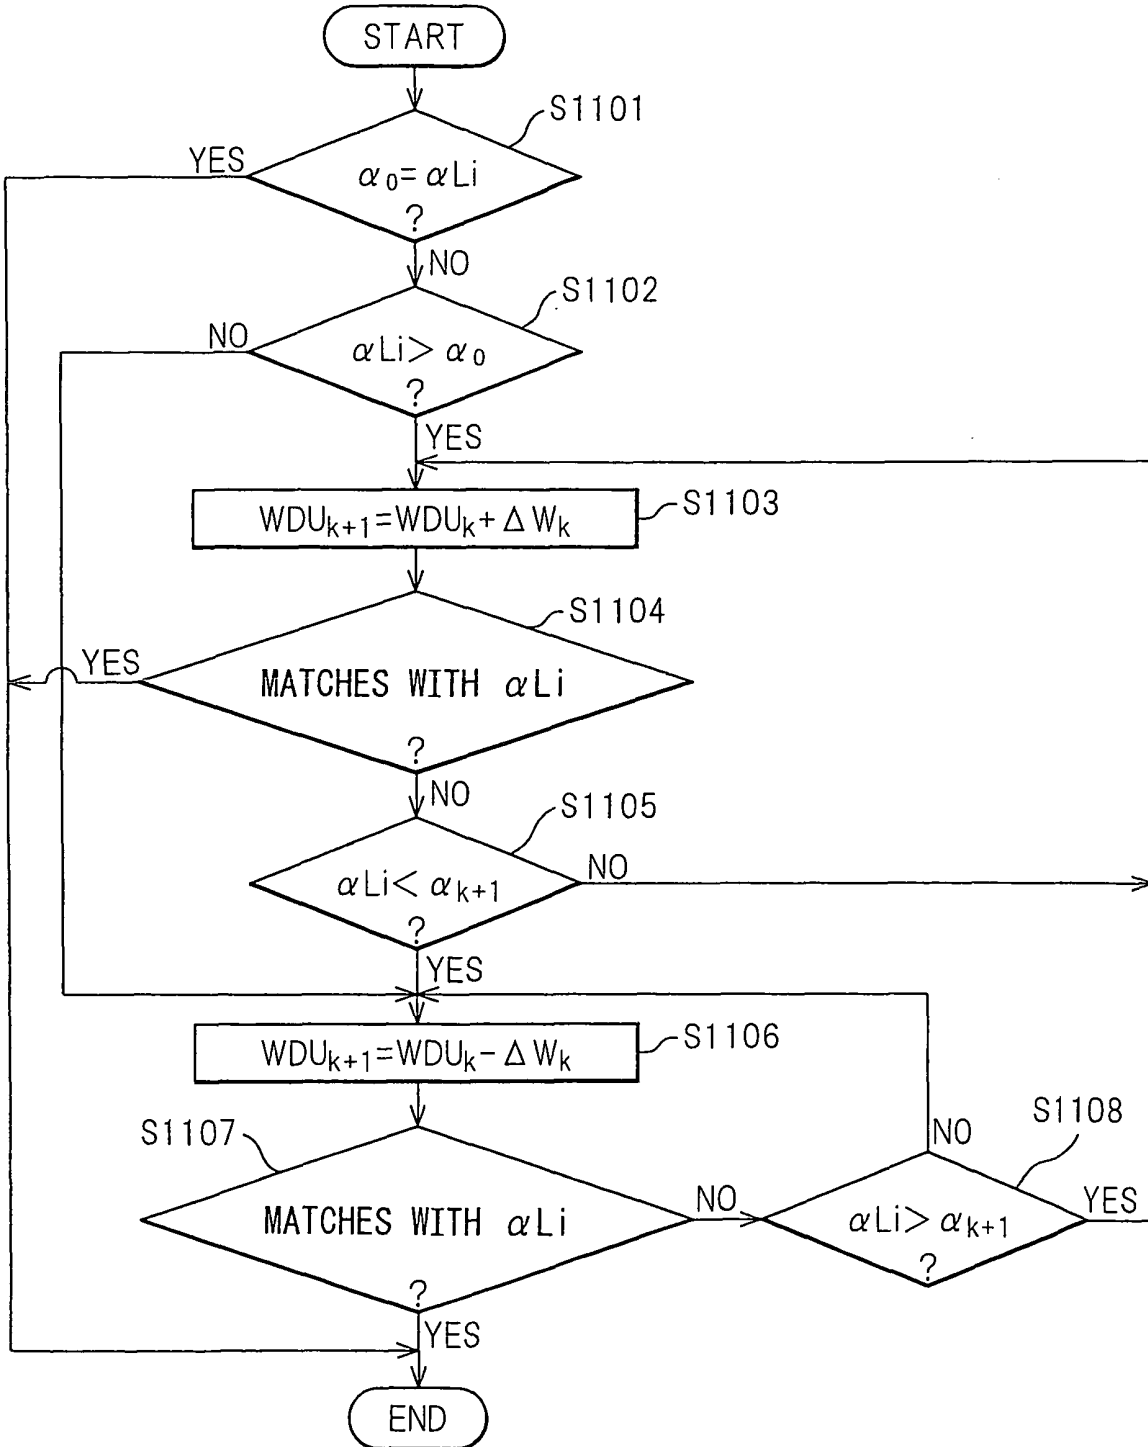 START
S1101
YES
α₀=αLi
?
NO
S1102
NO
αLi>α₀
?
YES
WDUₖ₊₁=WDUₖ+ΔWₖ
S1103
S1104
YES
MATCHES WITH αLi
?
NO
S1105
αLi<αₖ₊₁
NO
?
YES
WDUₖ₊₁=WDUₖ-ΔWₖ
S1106
S1107
MATCHES WITH αLi
?
NO
S1108
NO
αLi>αₖ₊₁
YES
?
YES
END